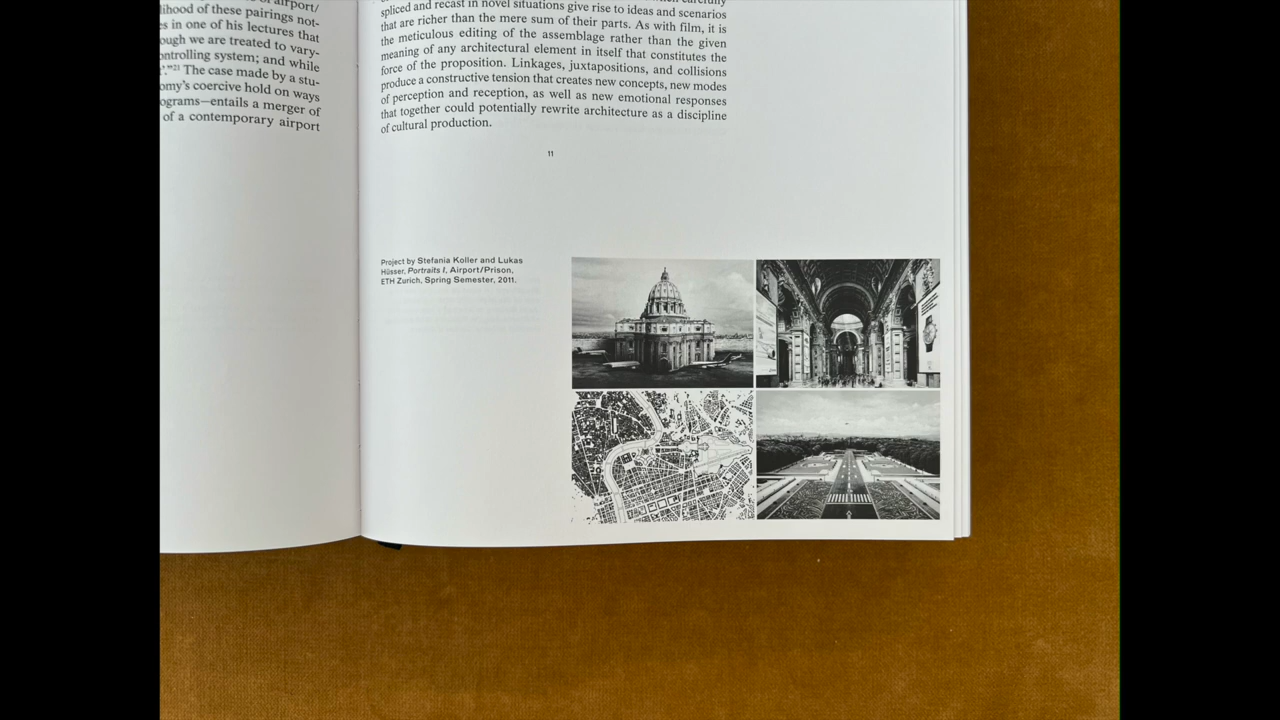 of airport/
lihood of these pairings not-
es in one of his lectures that
ough we are treated to vary-
ontrolling system; and while
.’”²¹ The case made by a stu-
omy’s coercive hold on ways
ograms—entails a merger of
of a contemporary airport
when carefully
spliced and recast in novel situations give rise to ideas and scenarios
that are richer than the mere sum of their parts. As with film, it is
the meticulous editing of the assemblage rather than the given
meaning of any architectural element in itself that constitutes the
force of the proposition. Linkages, juxtapositions, and collisions
produce a constructive tension that creates new concepts, new modes
of perception and reception, as well as new emotional responses
that together could potentially rewrite architecture as a discipline
of cultural production.
11
Project by Stefania Koller and Lukas
Hüsser, Portraits I, Airport/Prison,
ETH Zurich, Spring Semester, 2011.